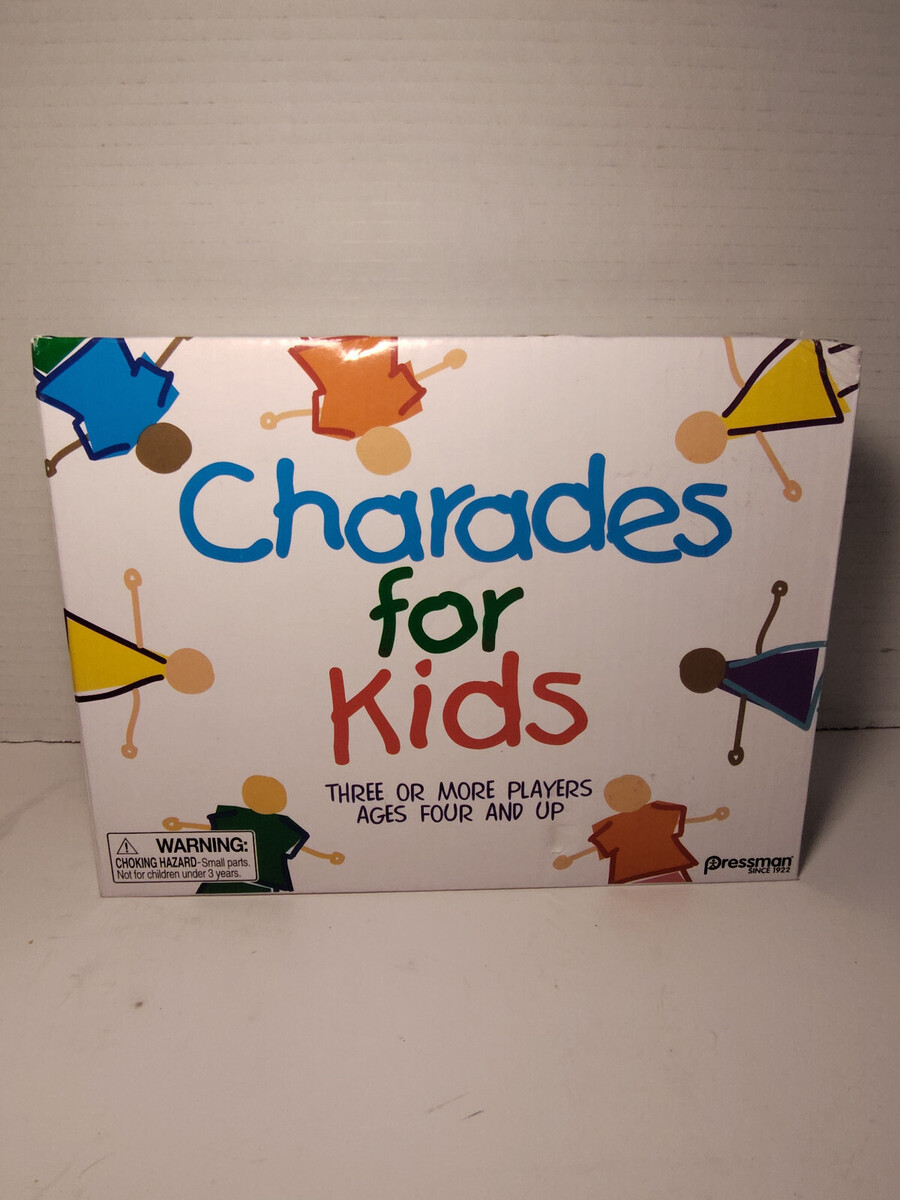 Charades
for
Kids
THREE OR MORE PLAYERS
AGES FOUR AND UP
WARNING:
CHOKING HAZARD-Small parts.
Not for children under 3 years.
Pressman
SINCE 1922